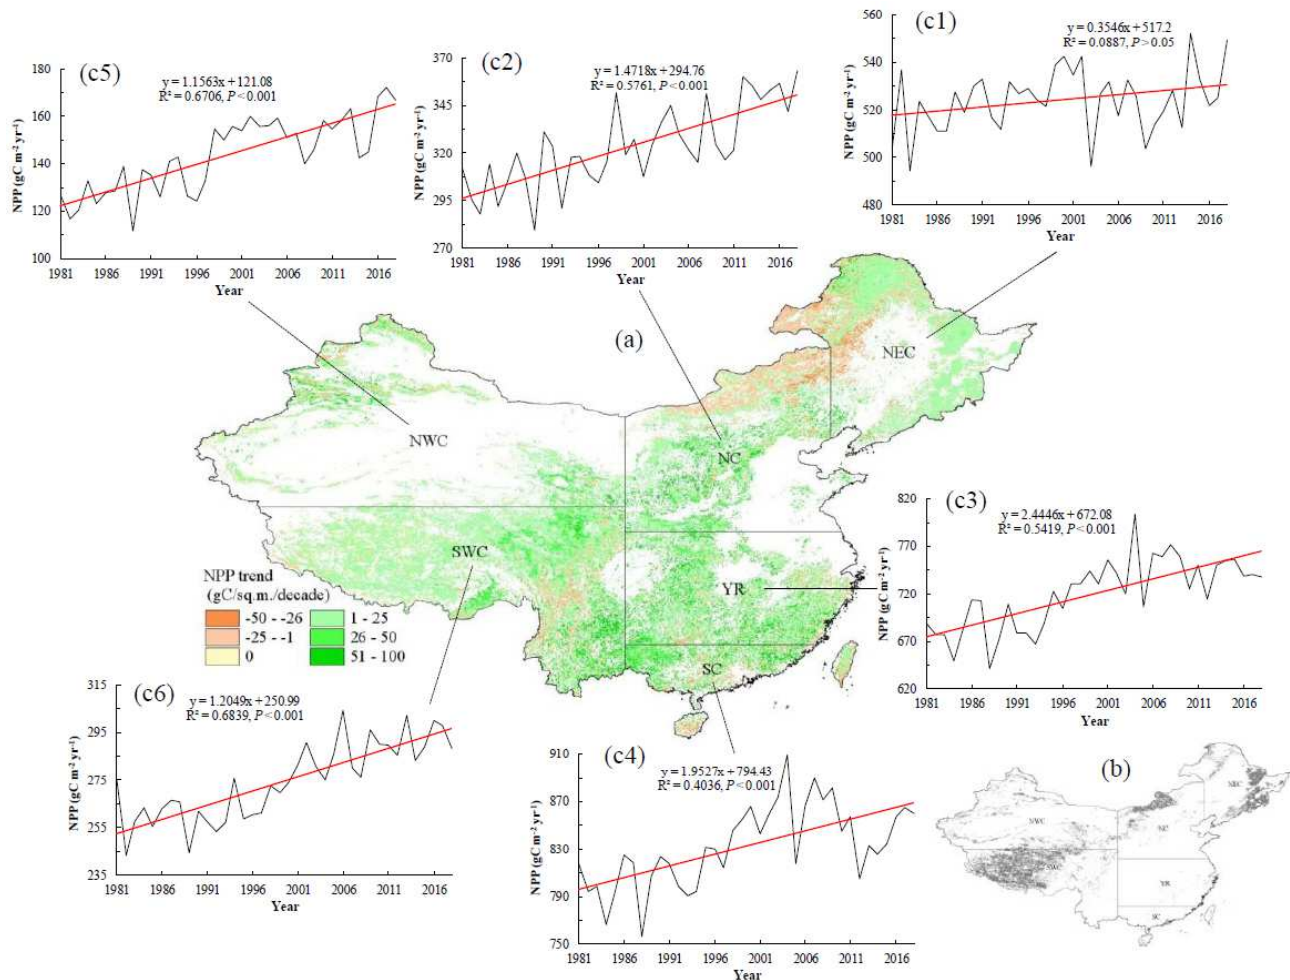 (c5)
y = 1.1563x + 121.08
R² = 0.6706, P < 0.001
NPP (gC m⁻² yr⁻¹)
180
160
140
120
100
1981 1986 1991 1996 2001 2006 2011 2016
Year
(c2)
y = 1.4718x + 294.76
R² = 0.5761, P < 0.001
NPP (gC m⁻² yr⁻¹)
370
345
320
295
270
1981 1986 1991 1996 2001 2006 2011 2016
Year
(c1)
y = 0.3546x + 517.2
R² = 0.0887, P > 0.05
NPP (gC m⁻² yr⁻¹)
560
540
520
500
480
1981 1986 1991 1996 2001 2006 2011 2016
Year
(a)
NEC
NWC
NC
SWC
YR
SC
NPP trend
(gC/sq.m./decade)
-50 - -26 1 - 25
-25 - -1 26 - 50
0 51 - 100
(c3)
y = 2.4446x + 672.08
R² = 0.5419, P < 0.001
NPP (gC m⁻² yr⁻¹)
820
770
720
670
620
1981 1986 1991 1996 2001 2006 2011 2016
Year
(c6)
y = 1.2049x + 250.99
R² = 0.6839, P < 0.001
NPP (gC m⁻² yr⁻¹)
315
295
275
255
235
1981 1986 1991 1996 2001 2006 2011 2016
Year
(c4)
y = 1.9527x + 794.43
R² = 0.4036, P < 0.001
NPP (gC m⁻² yr⁻¹)
910
870
830
790
750
1981 1986 1991 1996 2001 2006 2011 2016
Year
(b)
NEC
NWC
NC
SWC
YR
SC